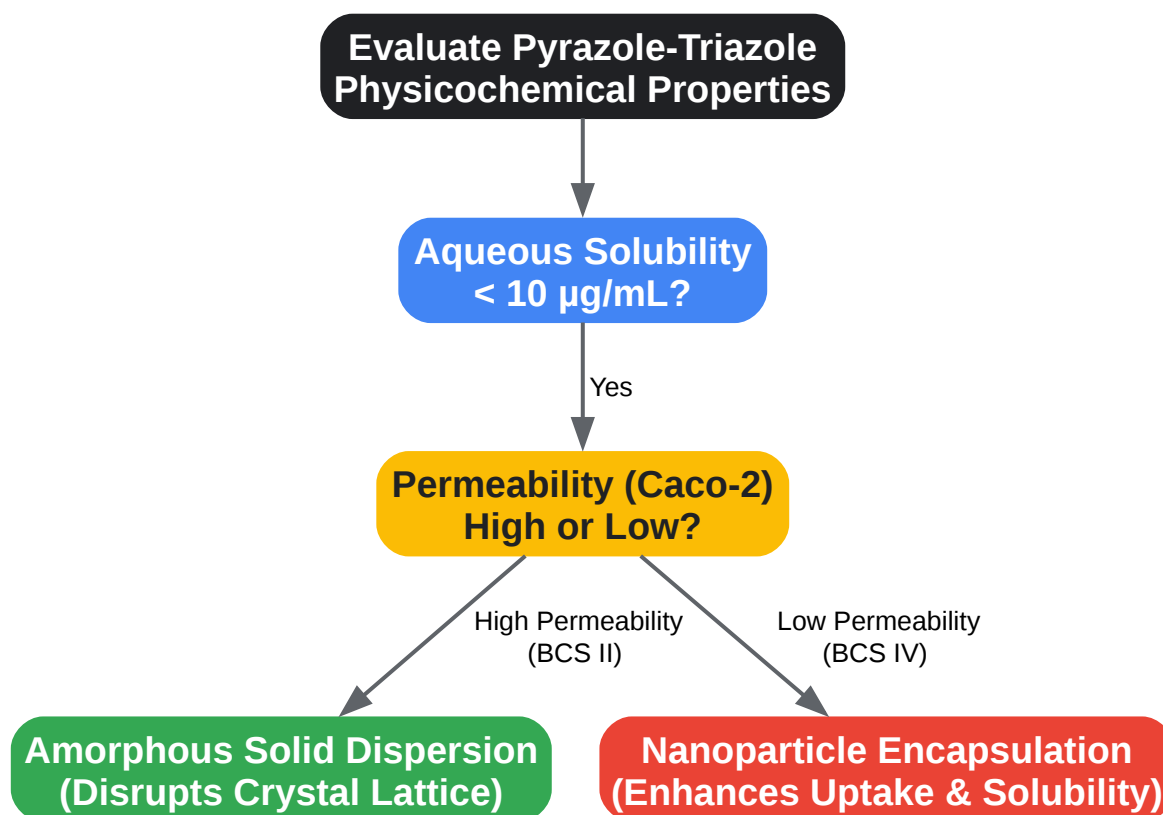 Evaluate Pyrazole-Triazole
Physicochemical Properties
Aqueous Solubility
< 10 µg/mL?
Yes
Permeability (Caco-2)
High or Low?
High Permeability
(BCS II)
Low Permeability
(BCS IV)
Amorphous Solid Dispersion
(Disrupts Crystal Lattice)
Nanoparticle Encapsulation
(Enhances Uptake & Solubility)